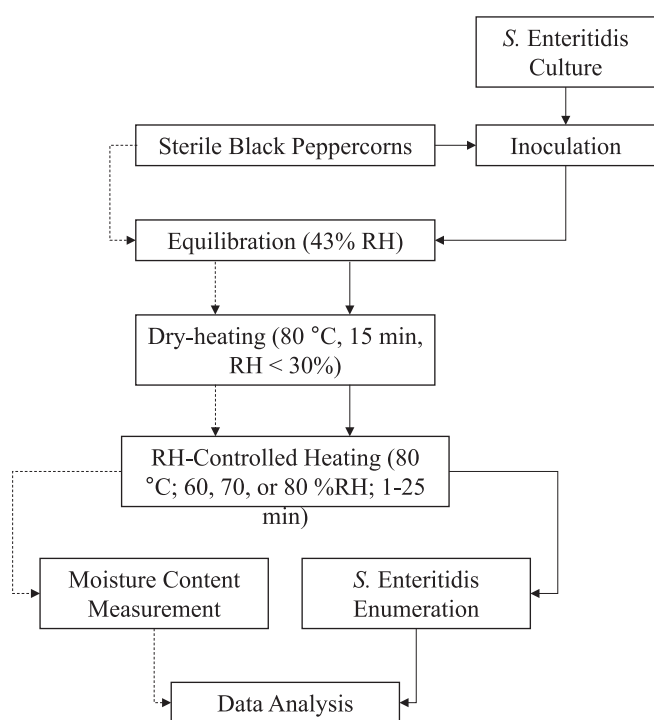 S. Enteritidis
Culture
Sterile Black Peppercorns
Inoculation
Equilibration (43% RH)
Dry-heating (80 °C, 15 min,
RH < 30%)
RH-Controlled Heating (80
°C; 60, 70, or 80 %RH; 1-25
min)
Moisture Content
Measurement
S. Enteritidis
Enumeration
Data Analysis